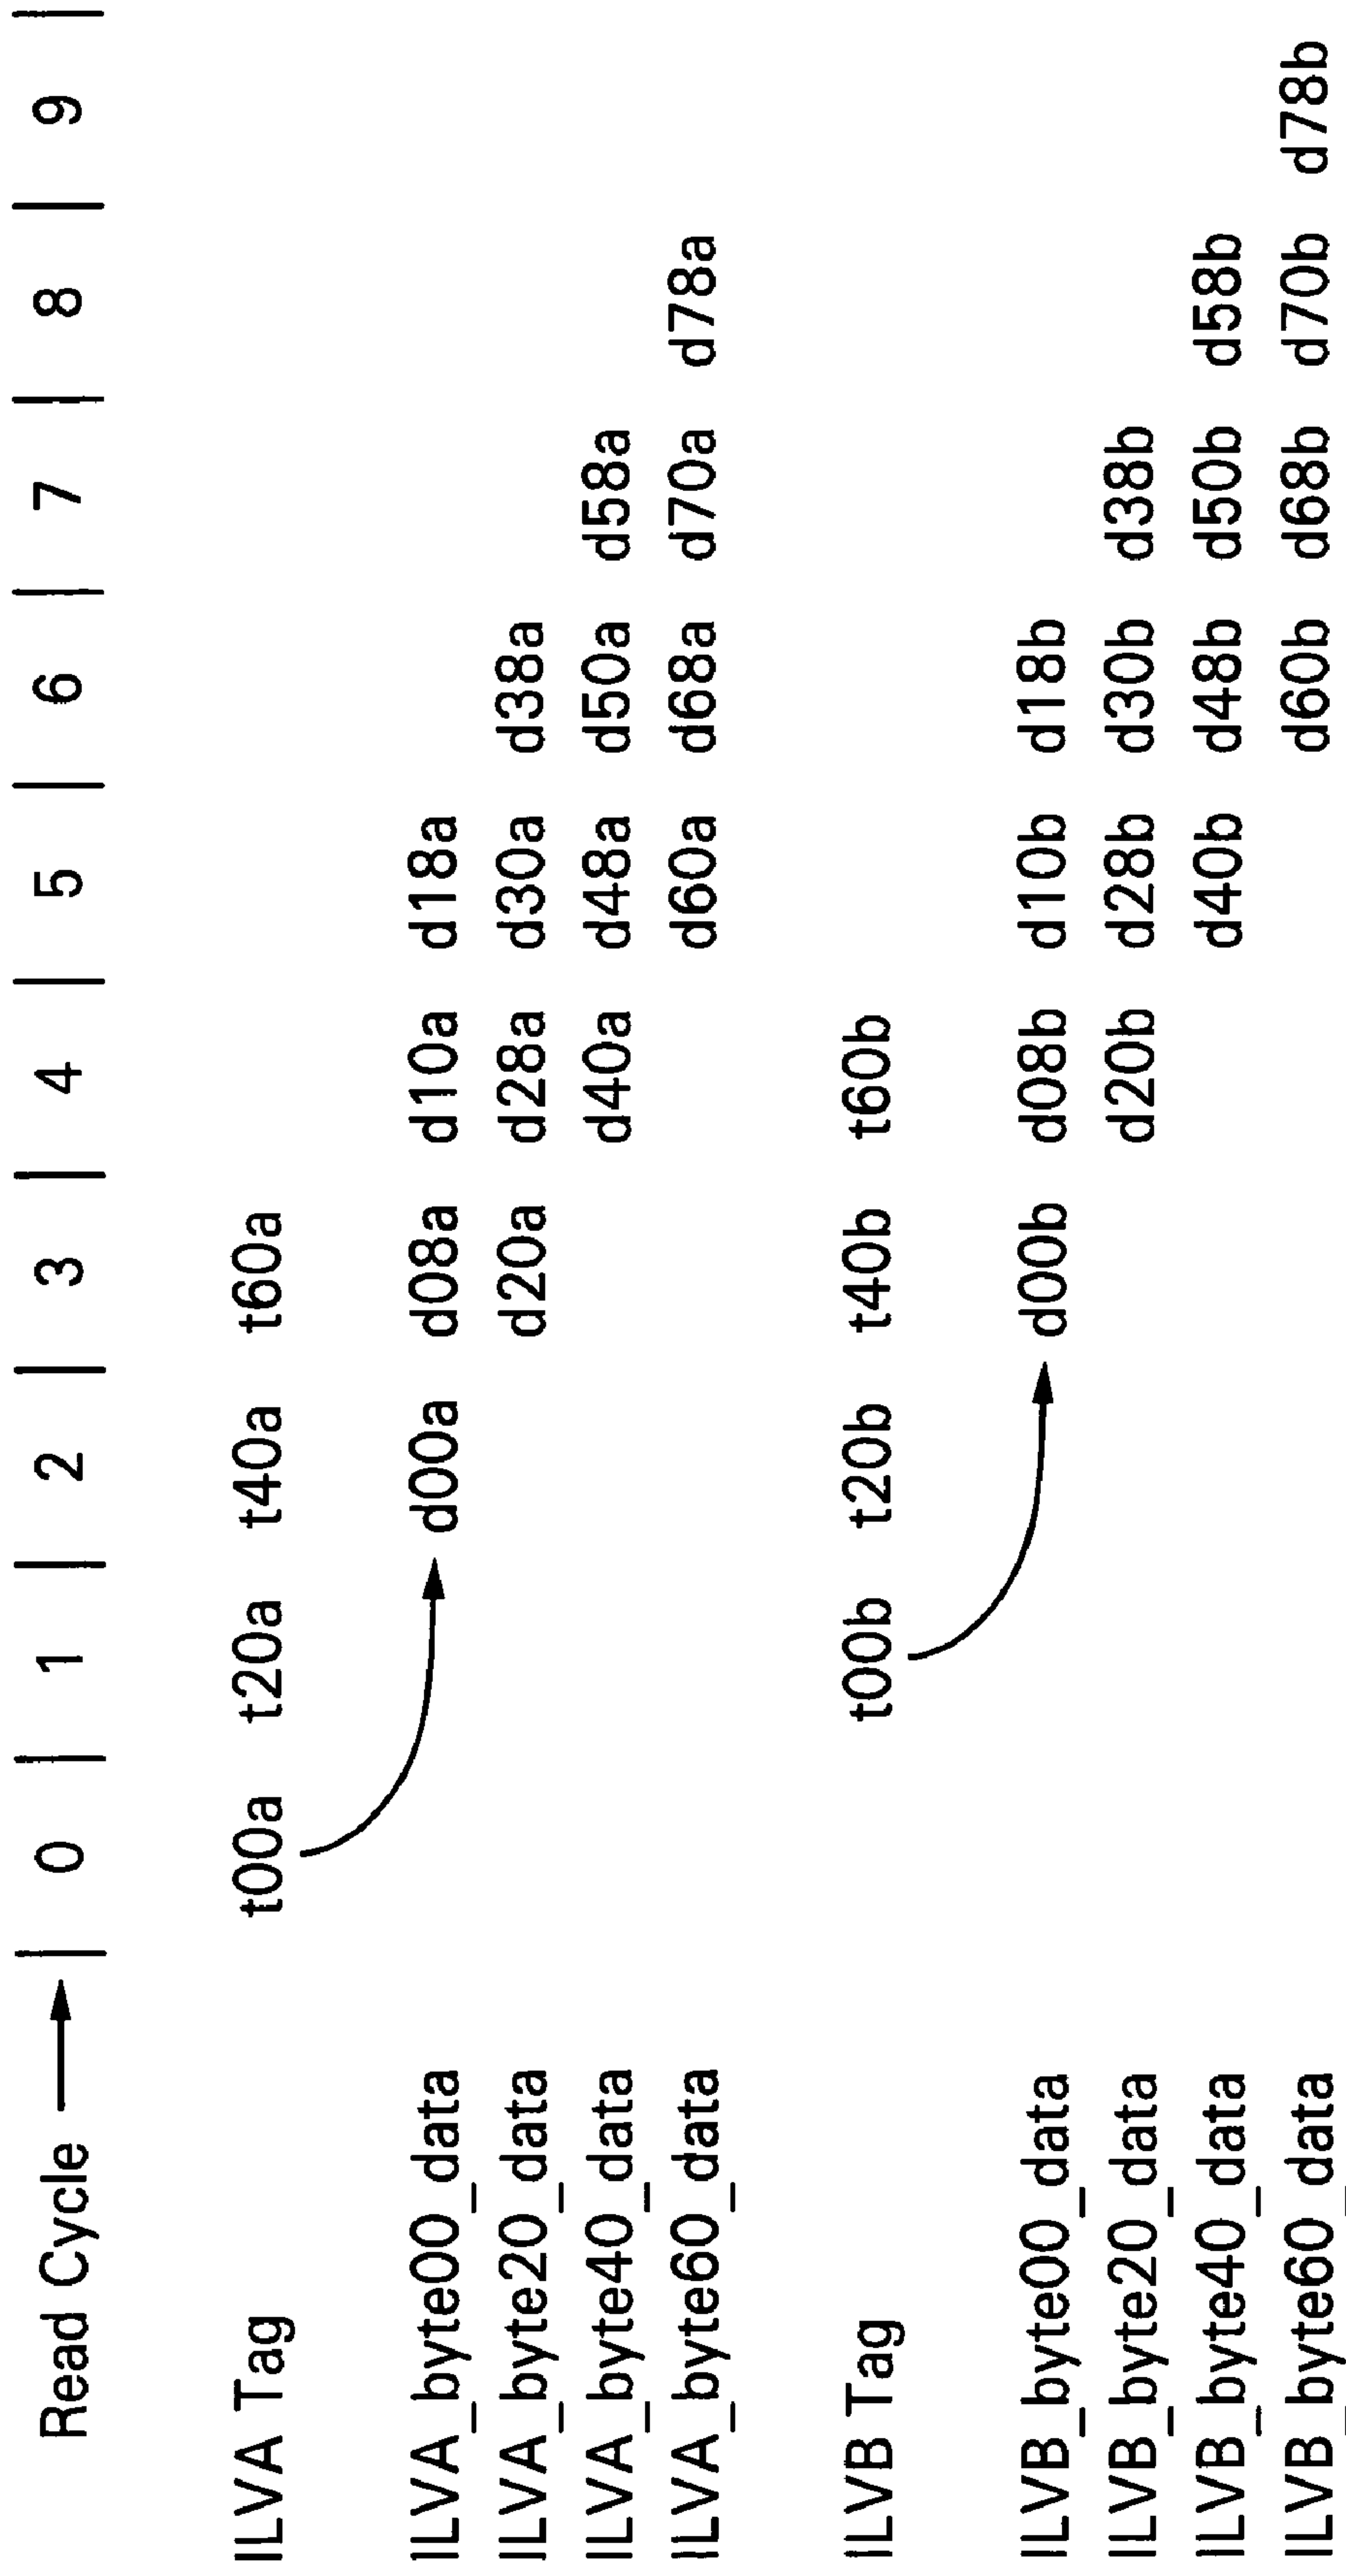 Read Cycle → | 0 | 1 | 2 | 3 | 4 | 5 | 6 | 7 | 8 | 9 |
ILVA Tag t00a t20a t40a t60a
ILVA_byte00_data d00a d08a d10a d18a
ILVA_byte20_data d20a d28a d30a d38a
ILVA_byte40_data d40a d48a d50a d58a
ILVA_byte60_data d60a d68a d70a d78a
ILVB Tag t00b t20b t40b t60b
ILVB_byte00_data d00b d08b d10b d18b
ILVB_byte20_data d20b d28b d30b d38b
ILVB_byte40_data d40b d48b d50b d58b
ILVB_byte60_data d60b d68b d70b d78b